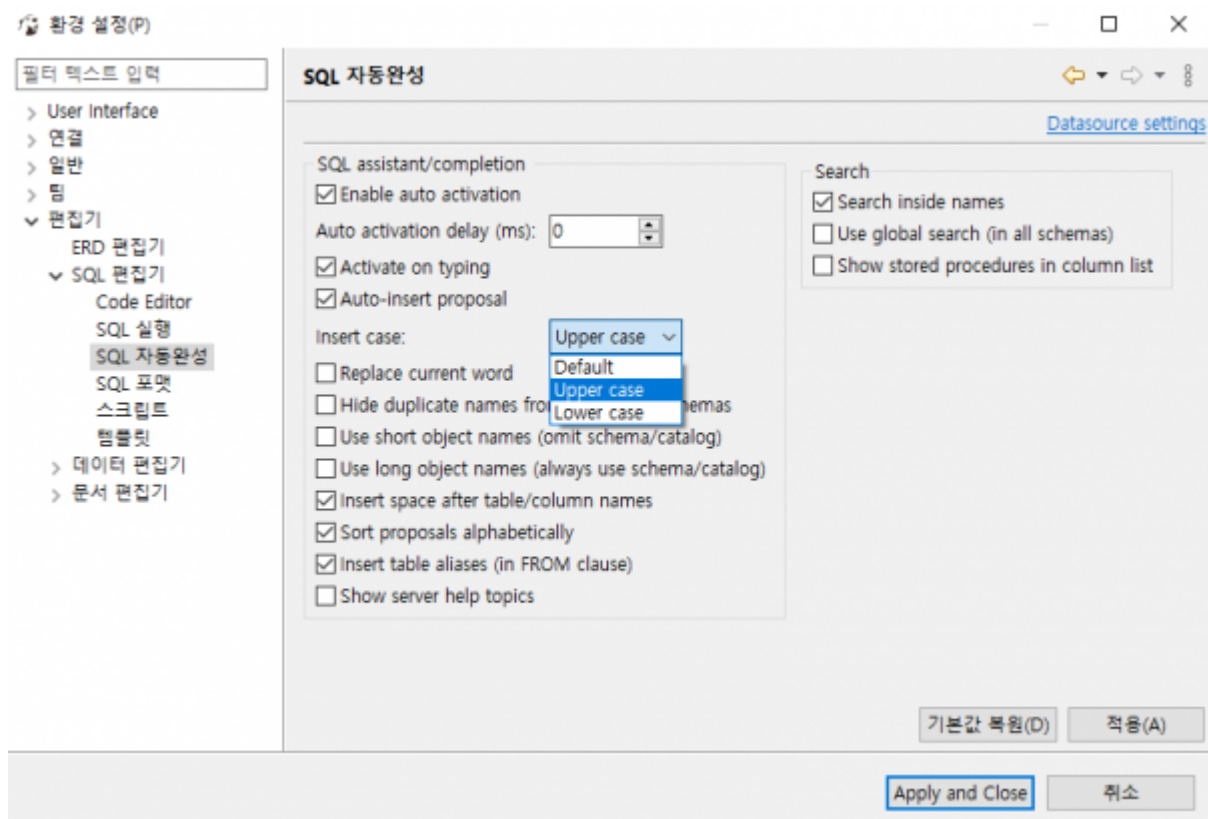 환경 설정(P)
필터 텍스트 입력
User Interface
연결
일반
팀
편집기
ERD 편집기
SQL 편집기
Code Editor
SQL 실행
SQL 자동완성
SQL 포맷
스크립트
템플릿
데이터 편집기
문서 편집기
SQL 자동완성
Datasource settings
SQL assistant/completion
Enable auto activation
Auto activation delay (ms): 0
Activate on typing
Auto-insert proposal
Insert case: Upper case
Default
Upper case
Lower case
Replace current word
Hide duplicate names fro emas
Use short object names (omit schema/catalog)
Use long object names (always use schema/catalog)
Insert space after table/column names
Sort proposals alphabetically
Insert table aliases (in FROM clause)
Show server help topics
Search
Search inside names
Use global search (in all schemas)
Show stored procedures in column list
기본값 복원(D) 적용(A)
Apply and Close 취소